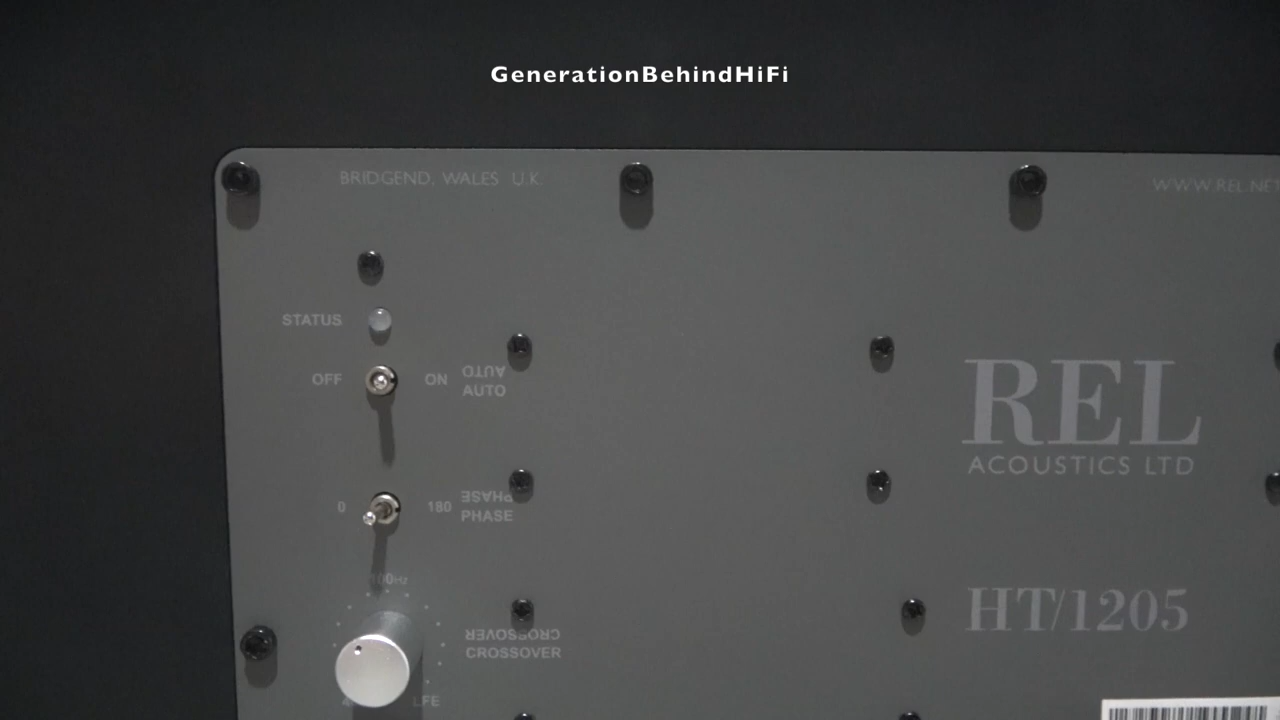 GenerationBehindHiFi
BRIDGEND, WALES U.K.
WWW.REL.NET
STATUS
OFF
ON
AUTO
AUTO
0
180
PHASE
PHASE
100Hz
CROSSOVER
CROSSOVER
LFE
REL
ACOUSTICS LTD
HT/1205